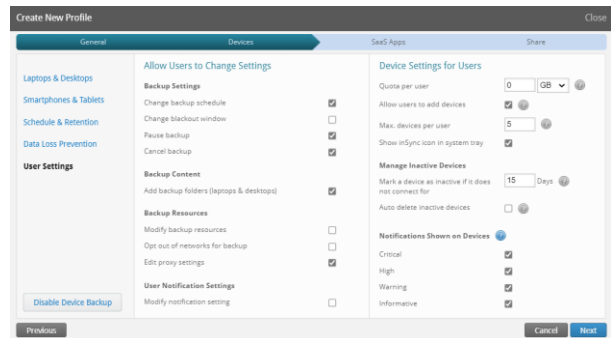 Create New Profile
Close
General
Devices
SaaS Apps
Share
Laptops & Desktops
Smartphones & Tablets
Schedule & Retention
Data Loss Prevention
User Settings
Disable Device Backup
Allow Users to Change Settings
Backup Settings
Change backup schedule
Change blackout window
Pause backup
Cancel backup
Backup Content
Add backup folders (laptops & desktops)
Backup Resources
Modify backup resources
Opt out of networks for backup
Edit proxy settings
User Notification Settings
Modify notification setting
Device Settings for Users
Quota per user 0 GB
Allow users to add devices
Max. devices per user 5
Show inSync icon in system tray
Manage Inactive Devices
Mark a device as inactive if it does 15 Days
not connect for
Auto delete inactive devices
Notifications Shown on Devices
Critical
High
Warning
Informative
Previous
Cancel
Next